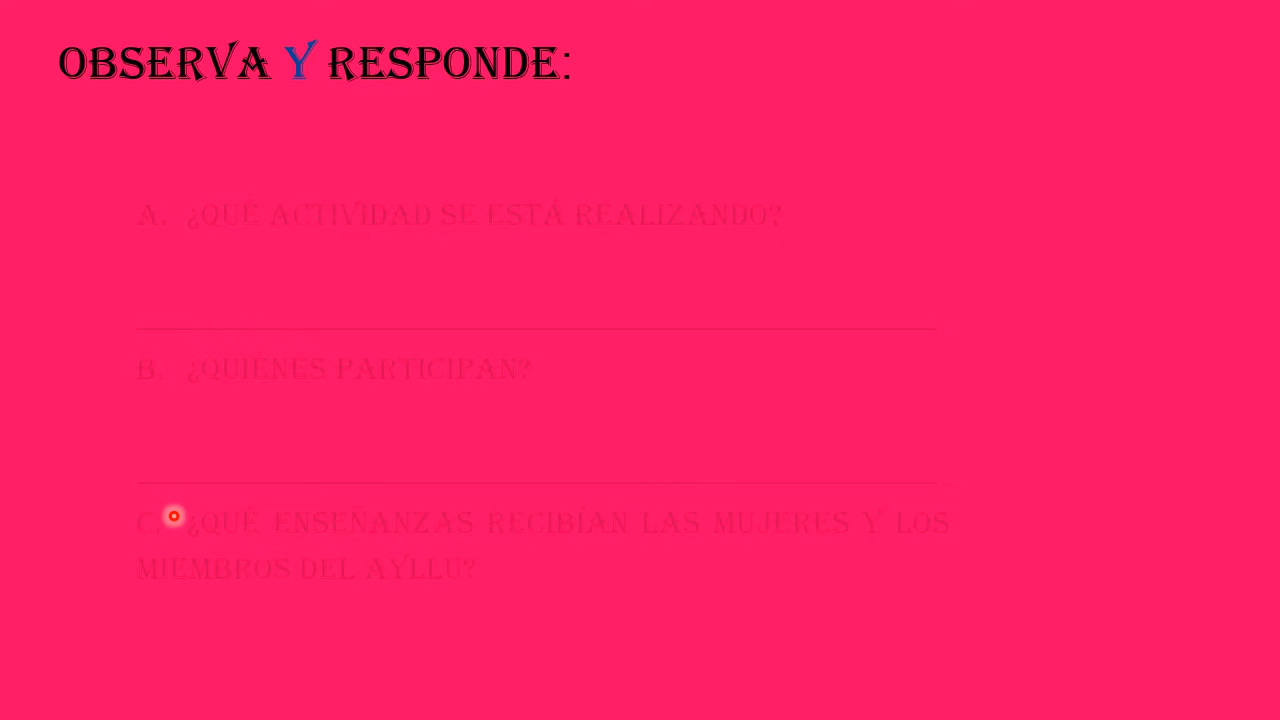 OBSERVA Y RESPONDE:
A. ¿QUÉ ACTIVIDAD SE ESTÁ REALIZANDO?
B. ¿QUIÉNES PARTICIPAN?
C. ¿QUÉ ENSEÑANZAS RECIBÍAN LAS MUJERES Y LOS
MIEMBROS DEL AYLLU?